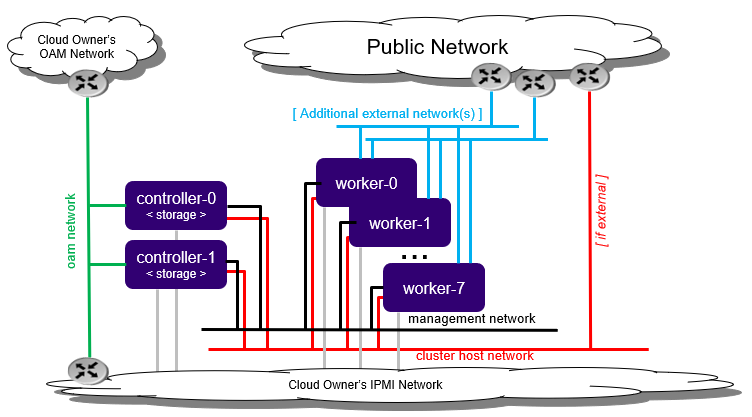 Cloud Owner's
OAM Network
Public Network
[ Additional external network(s) ]
oam network
controller-0
< storage >
controller-1
< storage >
worker-0
worker-1
...
worker-7
[ if external ]
management network
cluster host network
Cloud Owner's IPMI Network